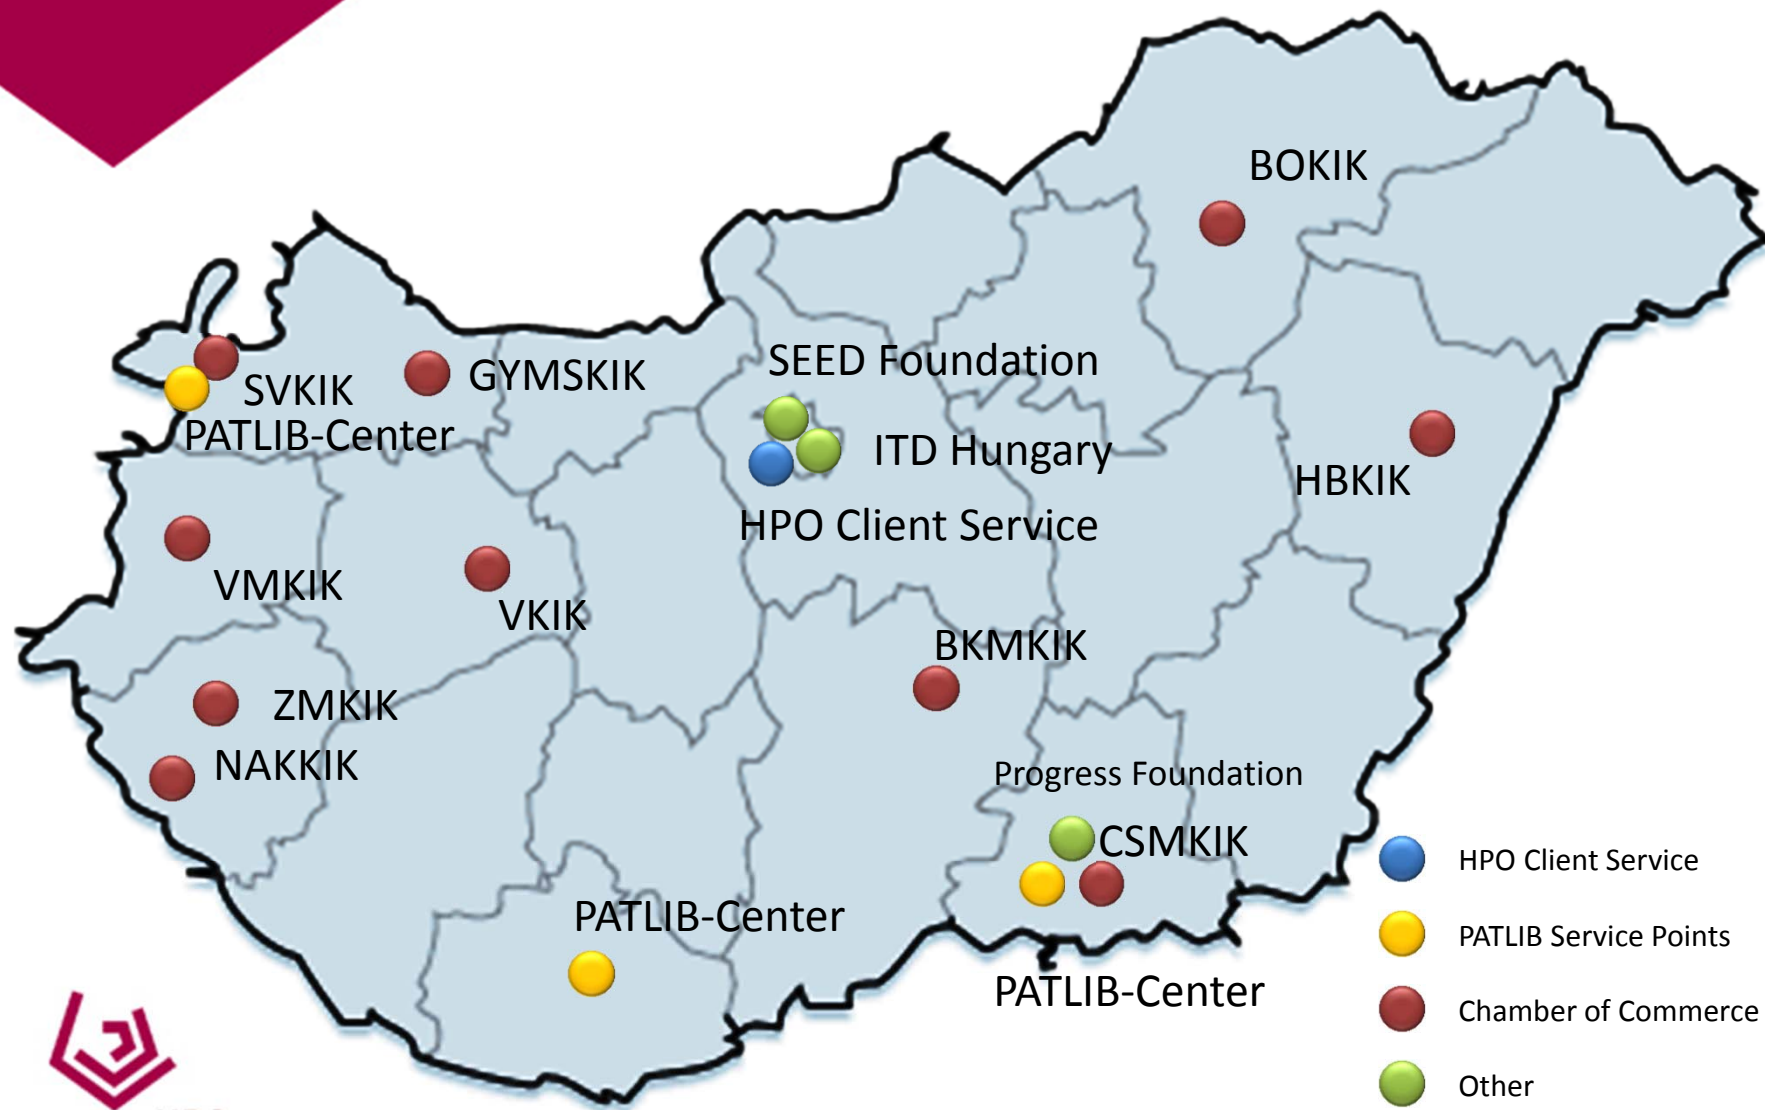 BOKIK
SEED Foundation
GYMSKIK
SVKIK
PATLIB-Center
ITD Hungary
HBKIK
HPO Client Service
VMKIK
VKIK
BKMKIK
ZMKIK
NAKKIK
Progress Foundation
CSMKIK
HPO Client Service
PATLIB-Center
PATLIB Service Points
PATLIB-Center
Chamber of Commerce
Other